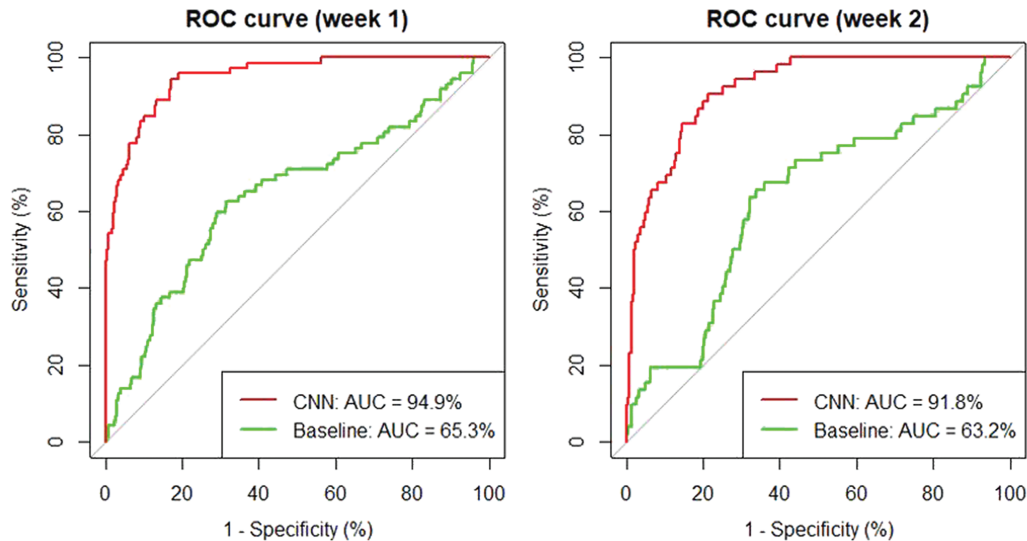 ROC curve (week 1)
Sensitivity (%)
100
80
60
40
20
0
CNN: AUC = 94.9%
Baseline: AUC = 65.3%
0 20 40 60 80 100
1 - Specificity (%)
ROC curve (week 2)
Sensitivity (%)
100
80
60
40
20
0
CNN: AUC = 91.8%
Baseline: AUC = 63.2%
0 20 40 60 80 100
1 - Specificity (%)